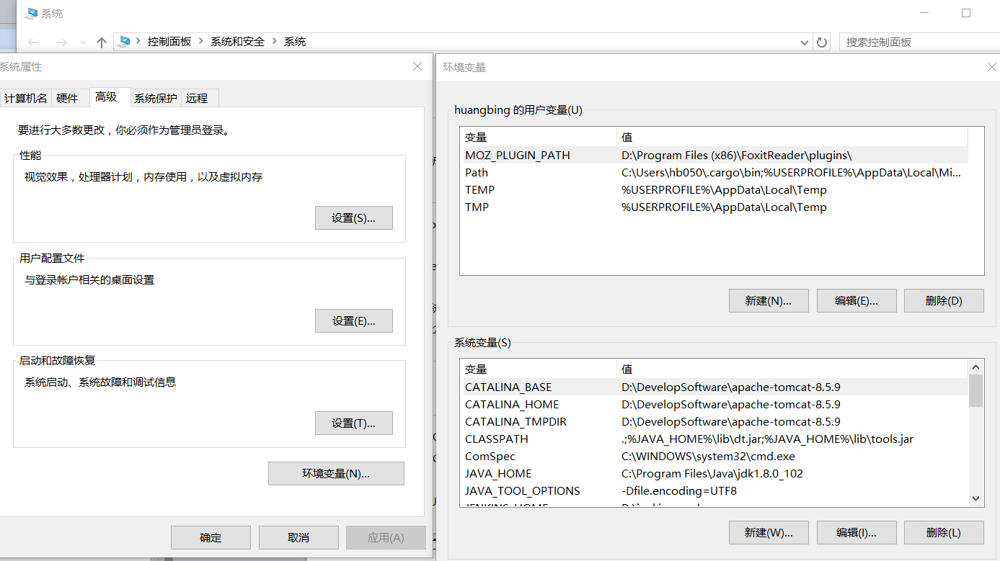 系统
控制面板 > 系统和安全 > 系统
搜索控制面板
系统属性
计算机名 硬件 高级 系统保护 远程
要进行大多数更改，你必须作为管理员登录。
性能
视觉效果，处理器计划，内存使用，以及虚拟内存
设置(S)...
用户配置文件
与登录帐户相关的桌面设置
设置(E)...
启动和故障恢复
系统启动、系统故障和调试信息
设置(T)...
环境变量(N)...
确定 取消 应用(A)
环境变量
huangbing 的用户变量(U)
变量 值
MOZ_PLUGIN_PATH D:\Program Files (x86)\FoxitReader\plugins\
Path C:\Users\hb050\.cargo\bin;%USERPROFILE%\AppData\Local\Mi...
TEMP %USERPROFILE%\AppData\Local\Temp
TMP %USERPROFILE%\AppData\Local\Temp
新建(N)... 编辑(E)... 删除(D)
系统变量(S)
变量 值
CATALINA_BASE D:\DevelopSoftware\apache-tomcat-8.5.9
CATALINA_HOME D:\DevelopSoftware\apache-tomcat-8.5.9
CATALINA_TMPDIR D:\DevelopSoftware\apache-tomcat-8.5.9
CLASSPATH .;%JAVA_HOME%\lib\dt.jar;%JAVA_HOME%\lib\tools.jar
ComSpec C:\WINDOWS\system32\cmd.exe
JAVA_HOME C:\Program Files\Java\jdk1.8.0_102
JAVA_TOOL_OPTIONS -Dfile.encoding=UTF8
JENKINS_HOME
新建(W)... 编辑(I)... 删除(L)